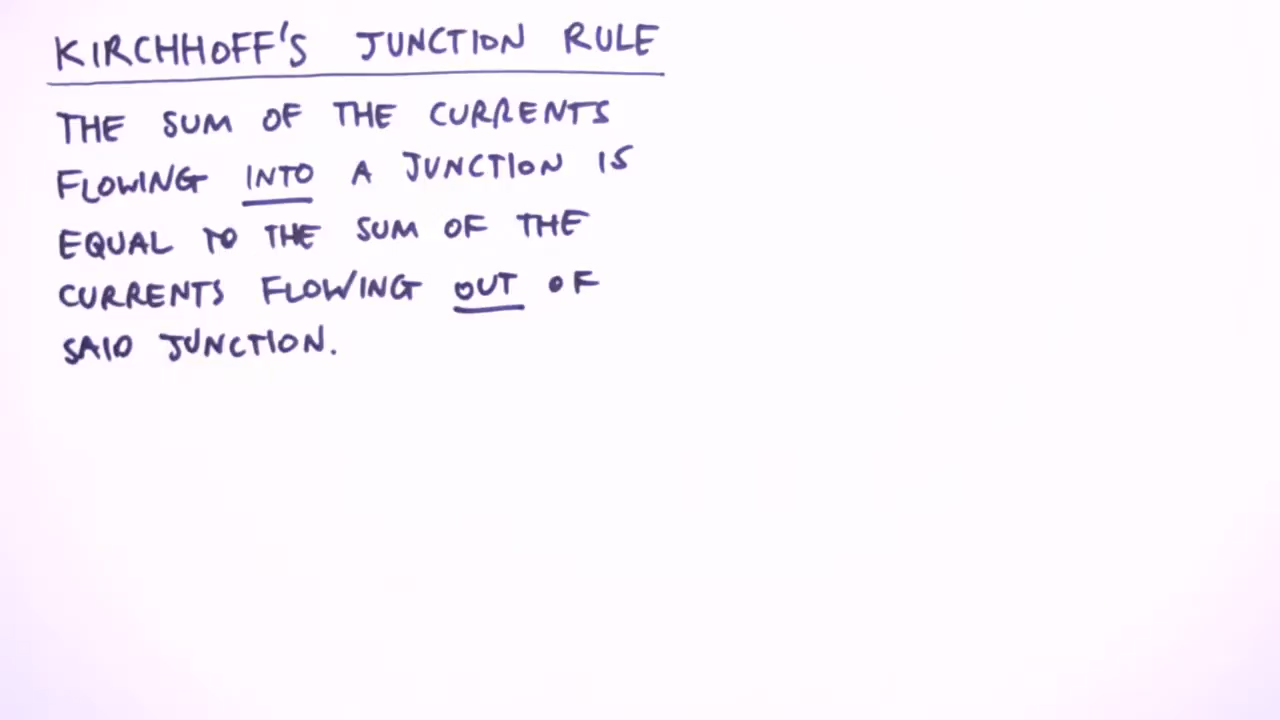 KIRCHHOFF'S JUNCTION RULE
THE SUM OF THE CURRENTS
FLOWING INTO A JUNCTION IS
EQUAL TO THE SUM OF THE
CURRENTS FLOWING OUT OF
SAID JUNCTION.